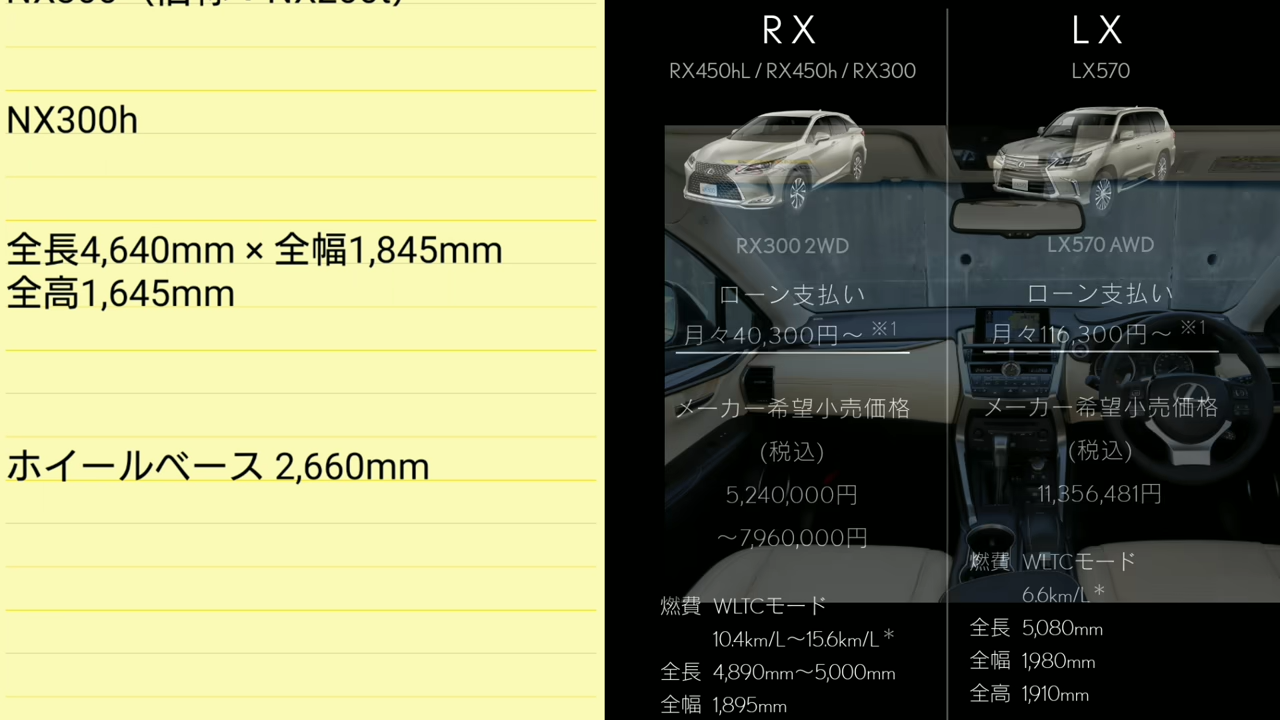 NX300h
全長4,640mm × 全幅1,845mm
全高1,645mm
ホイールベース 2,660mm
RX
RX450hL / RX450h / RX300
RX300 2WD
ローン支払い
月々40,300円～ ※1
メーカー希望小売価格
(税込)
5,240,000円
～7,960,000円
燃費 WLTCモード
10.4km/L～15.6km/L*
全長 4,890mm～5,000mm
全幅 1,895mm
LX
LX570
LX570 AWD
ローン支払い
月々116,300円～ ※1
メーカー希望小売価格
(税込)
11,356,481円
燃費 WLTCモード
6.6km/L*
全長 5,080mm
全幅 1,980mm
全高 1,910mm